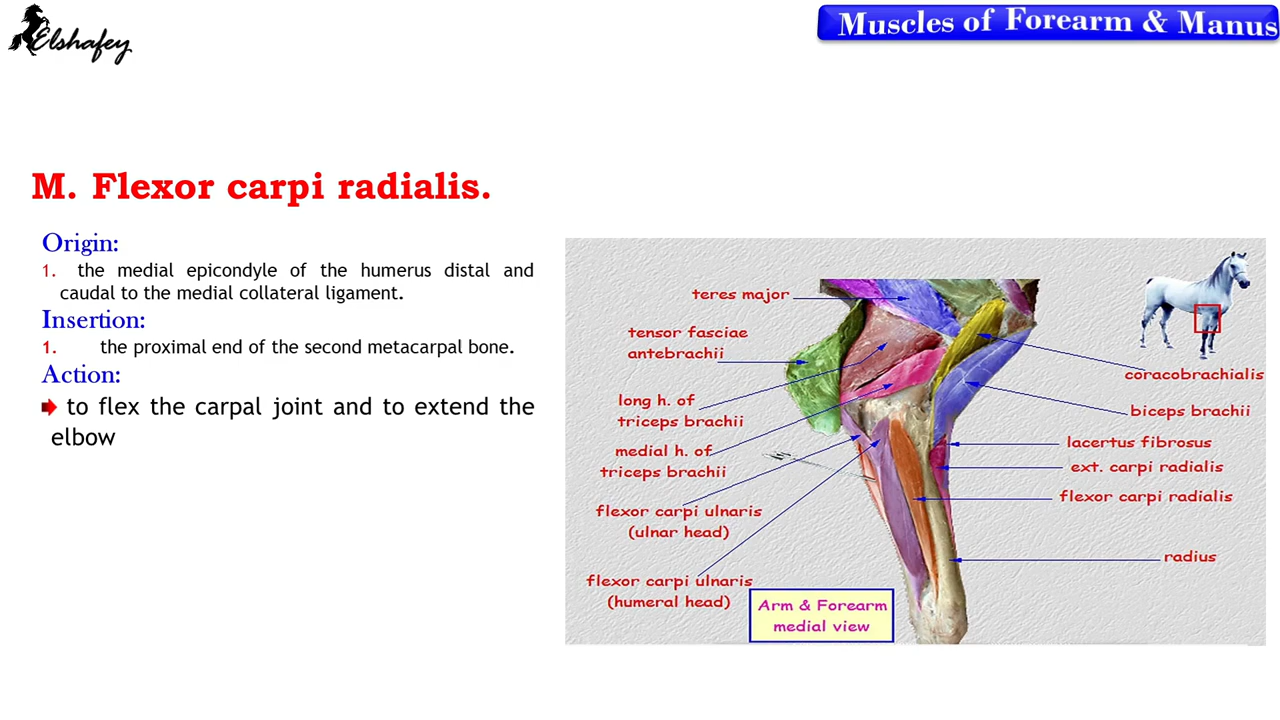 Elshafey
Muscles of Forearm & Manus
M. Flexor carpi radialis.
Origin:
1. the medial epicondyle of the humerus distal and
caudal to the medial collateral ligament.
Insertion:
1. the proximal end of the second metacarpal bone.
Action:
to flex the carpal joint and to extend the
elbow
teres major
tensor fasciae
antebrachii
long h. of
triceps brachii
medial h. of
triceps brachii
flexor carpi ulnaris
(ulnar head)
flexor carpi ulnaris
(humeral head)
coracobrachialis
biceps brachii
lacertus fibrosus
ext. carpi radialis
flexor carpi radialis
radius
Arm & Forearm
medial view